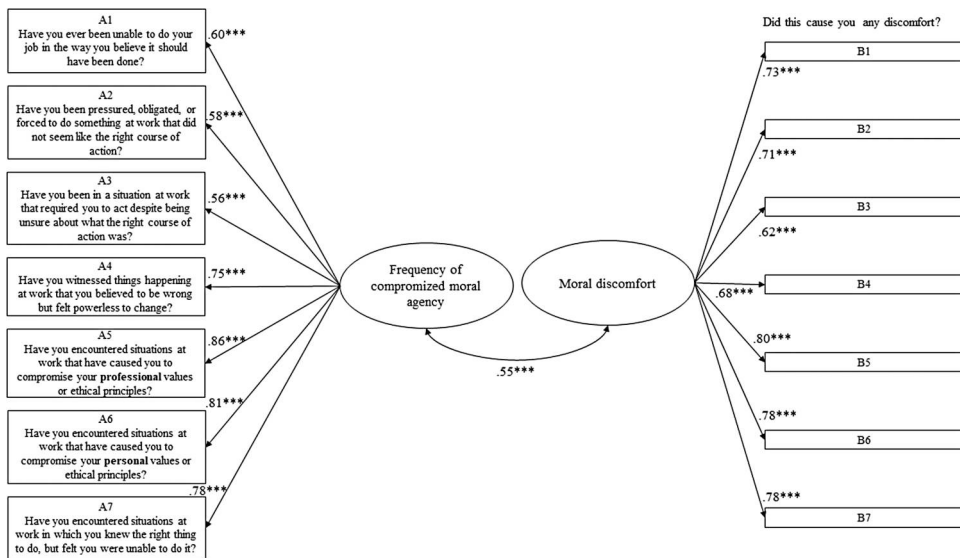 A1
Have you ever been unable to do your
job in the way you believe it should
have been done?
.60***
A2
Have you been pressured, obligated, or
forced to do something at work that did
not seem like the right course of
action?
.58***
A3
Have you been in a situation at work
that required you to act despite being
unsure about what the right course of
action was?
.56***
A4
Have you witnessed things happening
at work that you believed to be wrong
but felt powerless to change?
.75***
A5
Have you encountered situations at
work that have caused you to
compromise your professional values
or ethical principles?
.86***
A6
Have you encountered situations at
work that have caused you to
compromise your personal values or
ethical principles?
.81***
A7
Have you encountered situations at
work in which you knew the right thing
to do, but felt you were unable to do it?
.78***
Frequency of
compromized moral
agency
Moral discomfort
.55***
Did this cause you any discomfort?
B1
.73***
B2
.71***
B3
.62***
B4
.68***
B5
.80***
B6
.78***
B7
.78***